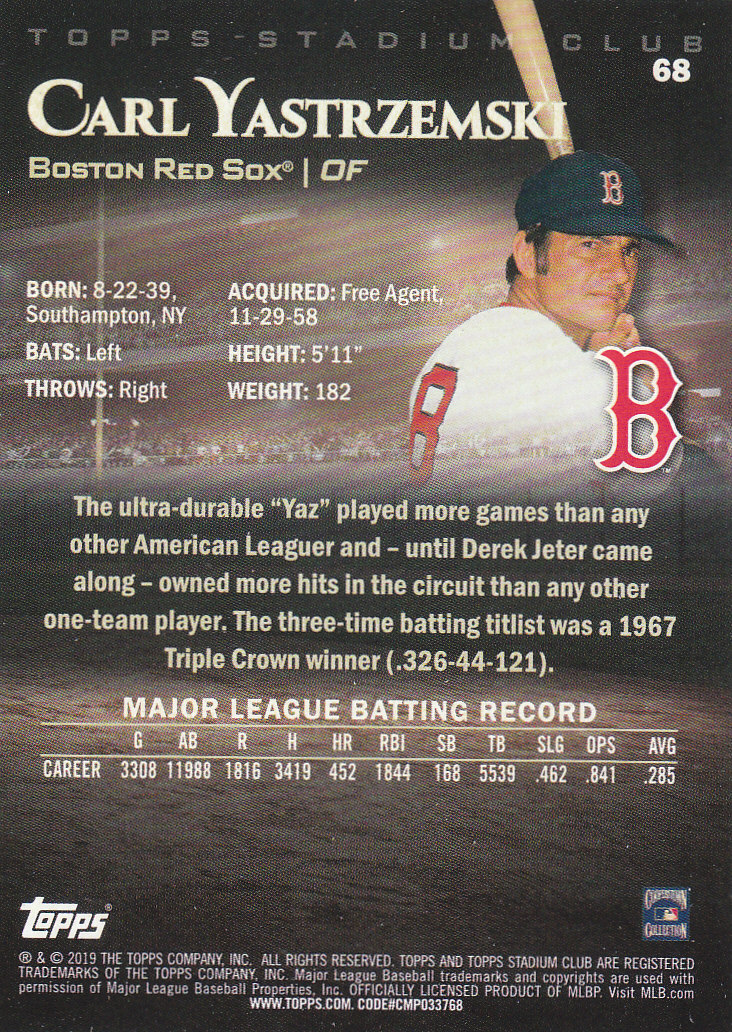 TOPPS STADIUM CLUB
68
CARL YASTRZEMSKI
BOSTON RED SOX® | OF
B
BORN: 8-22-39,
Southampton, NY
BATS: Left
THROWS: Right
ACQUIRED: Free Agent,
11-29-58
HEIGHT: 5'11"
WEIGHT: 182
8
B
TM
The ultra-durable “Yaz” played more games than any
other American Leaguer and – until Derek Jeter came
along – owned more hits in the circuit than any other
one-team player. The three-time batting titlist was a 1967
Triple Crown winner (.326-44-121).
MAJOR LEAGUE BATTING RECORD
G AB R H HR RBI SB TB SLG OPS AVG
CAREER 3308 11988 1816 3419 452 1844 168 5539 .462 .841 .285
Topps®
COOPERSTOWN
COLLECTION
® & © 2019 THE TOPPS COMPANY, INC. ALL RIGHTS RESERVED. TOPPS AND TOPPS STADIUM CLUB ARE REGISTERED
TRADEMARKS OF THE TOPPS COMPANY, INC. Major League Baseball trademarks and copyrights are used with
permission of Major League Baseball Properties, Inc. OFFICIALLY LICENSED PRODUCT OF MLBP. Visit MLB.com
WWW.TOPPS.COM. CODE#CMP033768